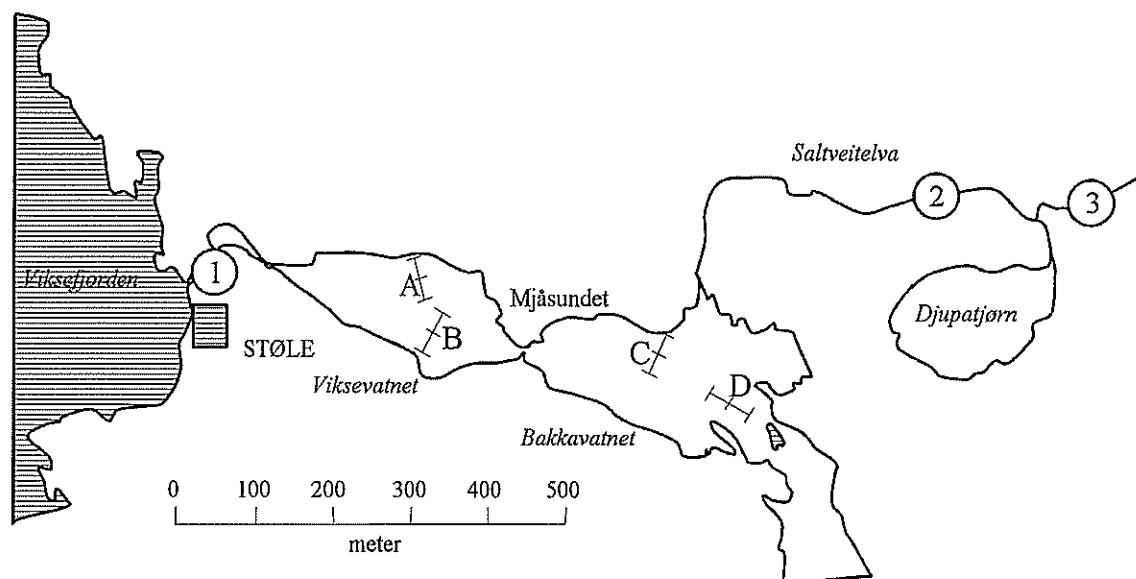 Saltveitelva
2
3
1
Viksefjorden
A
Mjåsundet
Djupatjørn
B
STØLE
C
Viksevatnet
D
Bakkavatnet
0 100 200 300 400 500
meter